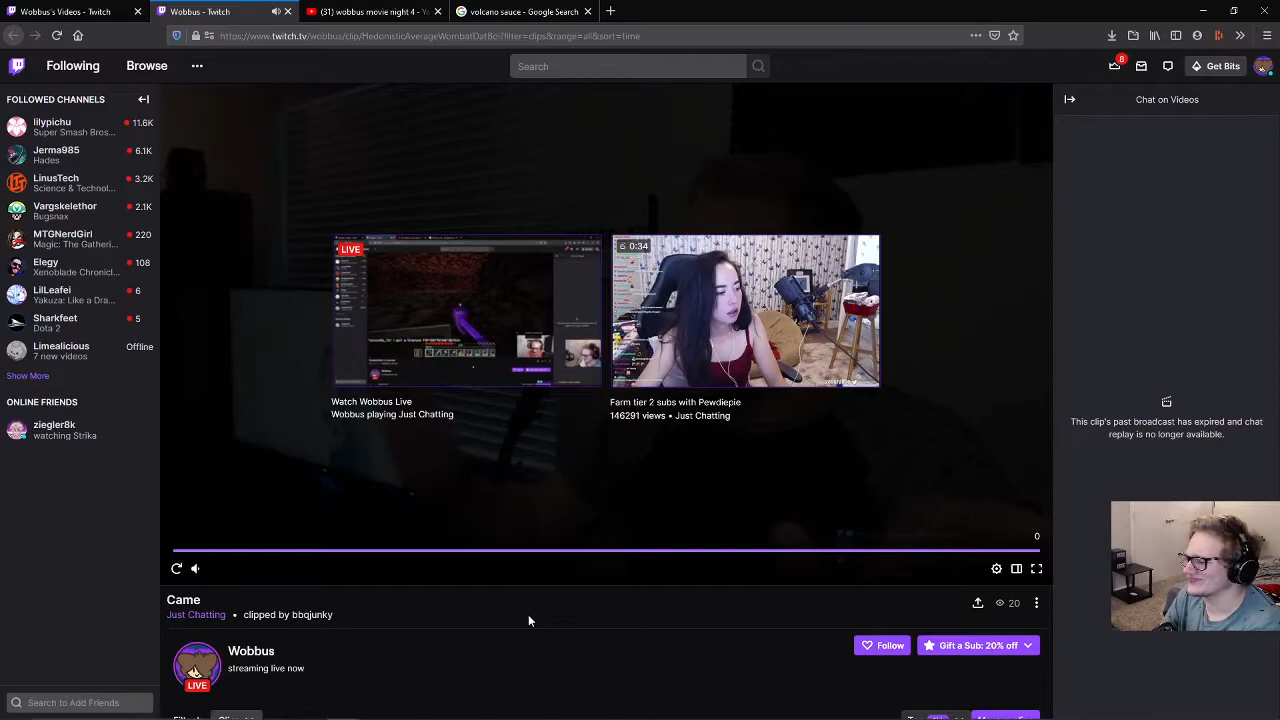 Wobbus's Videos - Twitch
Wobbus - Twitch
(31) wobbus movie night 4 - Yo
volcano sauce - Google Search
https://www.twitch.tv/wobbus/clip/HedonisticAverageWombatDatBoi?filter=clips&range=all&sort=time
Following
Browse
Search
8
Get Bits
FOLLOWED CHANNELS
lilypichu
11.6K
Super Smash Bros...
Jerma985
6.1K
Hades
LinusTech
3.2K
Science & Technol...
Vargskelethor
2.1K
Bugsnax
MTGNerdGirl
220
Magic: The Gatheri...
Elegy
108
Xenoblade Chronicl...
LilLeafei
6
Yakuza: Like a Dra...
Sharkfeet
5
Dota 2
Limealicious
Offline
7 new videos
Show More
ONLINE FRIENDS
ziegler8k
watching Strika
Search to Add Friends
LIVE
0:34
Watch Wobbus Live
Wobbus playing Just Chatting
Farm tier 2 subs with Pewdiepie
146291 views • Just Chatting
0
Came
Just Chatting • clipped by bbqjunky
20
Wobbus
streaming live now
LIVE
Follow
Gift a Sub: 20% off
Chat on Videos
This clip's past broadcast has expired and chat
replay is no longer available.